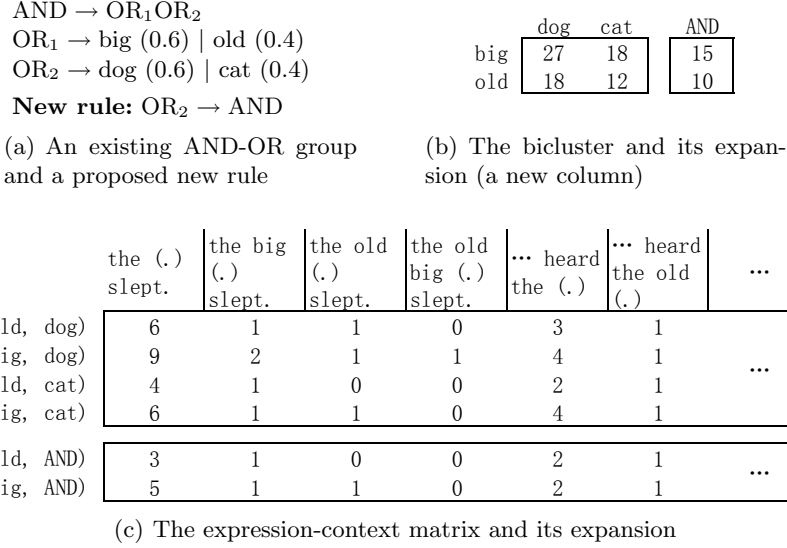 AND → OR₁OR₂
OR₁ → big (0.6) | old (0.4)
OR₂ → dog (0.6) | cat (0.4)
New rule: OR₂ → AND
(a) An existing AND-OR group
and a proposed new rule
dog cat AND
big 27 18 15
old 18 12 10
(b) The bicluster and its expan-
sion (a new column)
the (.) slept. the big (.) slept. the old (.) slept. the old big (.) slept. … heard the (.) … heard the old (.) …
ld, dog) 6 1 1 0 3 1
ig, dog) 9 2 1 1 4 1 …
ld, cat) 4 1 0 0 2 1
ig, cat) 6 1 1 0 4 1
ld, AND) 3 1 0 0 2 1 …
ig, AND) 5 1 1 0 2 1
(c) The expression-context matrix and its expansion